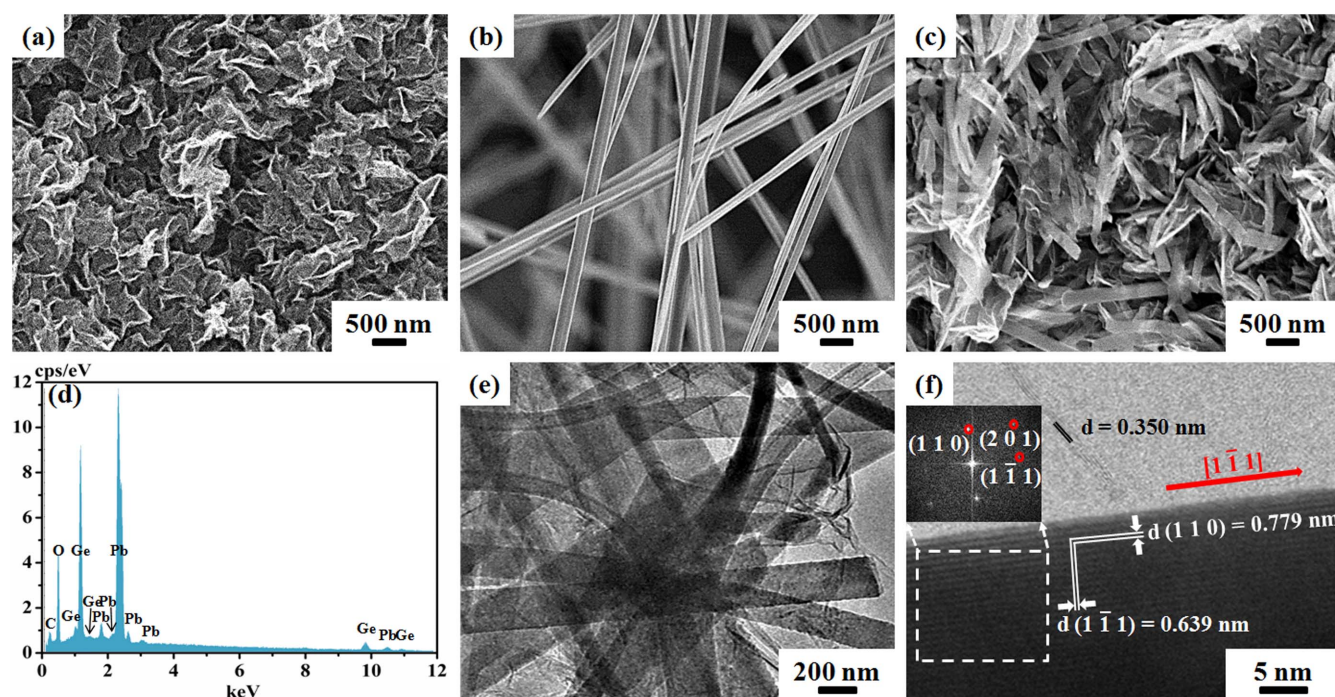 (a)
500 nm
(b)
500 nm
(c)
500 nm
cps/eV
(d)
12
10
8
6
4
2
0
C
O
Ge
Ge
Ge
Pb
Pb
Pb
Pb
Pb
Ge
Pb
Ge
0
2
4
6
8
10
12
keV
(e)
200 nm
(f)
(1 1 0)
(2 0 1)
(1 1̄ 1)
d = 0.350 nm
[1 1̄ 1]
d (1 1 0) = 0.779 nm
d (1 1̄ 1) = 0.639 nm
5 nm